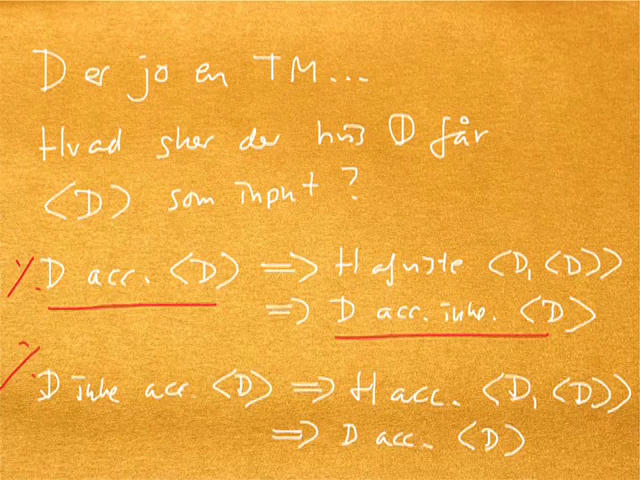 D er jo en TM...
Hvad sker der hvis D får
⟨D⟩ som input ?
D acc. ⟨D⟩ ⟹ H afviste ⟨D, ⟨D⟩⟩
⟹ D acc. ikke. ⟨D⟩
D ikke acc. ⟨D⟩ ⟹ H acc. ⟨D, ⟨D⟩⟩
⟹ D acc. ⟨D⟩